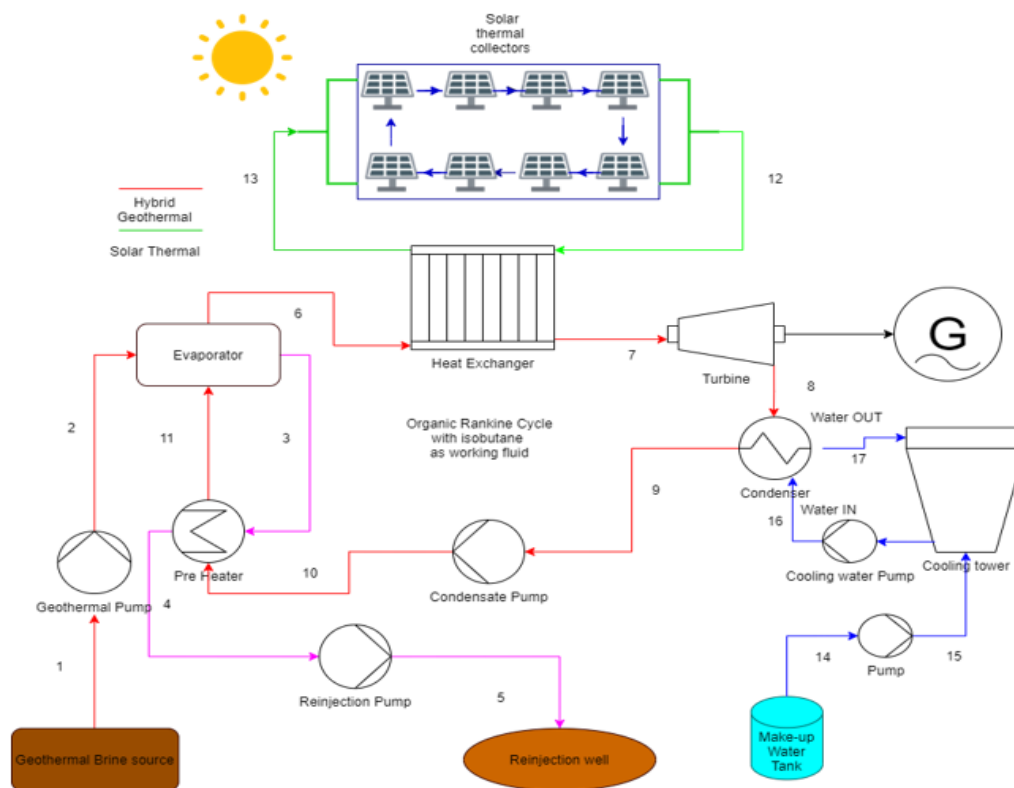 Solar
thermal
collectors
13
12
Hybrid
Geothermal
Solar Thermal
6
Evaporator
Heat Exchanger
7
Turbine
G
8
2
11
3
Organic Rankine Cycle
with isobutane
as working fluid
Water OUT
17
9
Condenser
16
Water IN
Pre Heater
10
Condensate Pump
Cooling water Pump
Cooling tower
Geothermal Pump
4
14
Pump
15
1
Reinjection Pump
5
Geothermal Brine source
Reinjection well
Make-up
Water
Tank